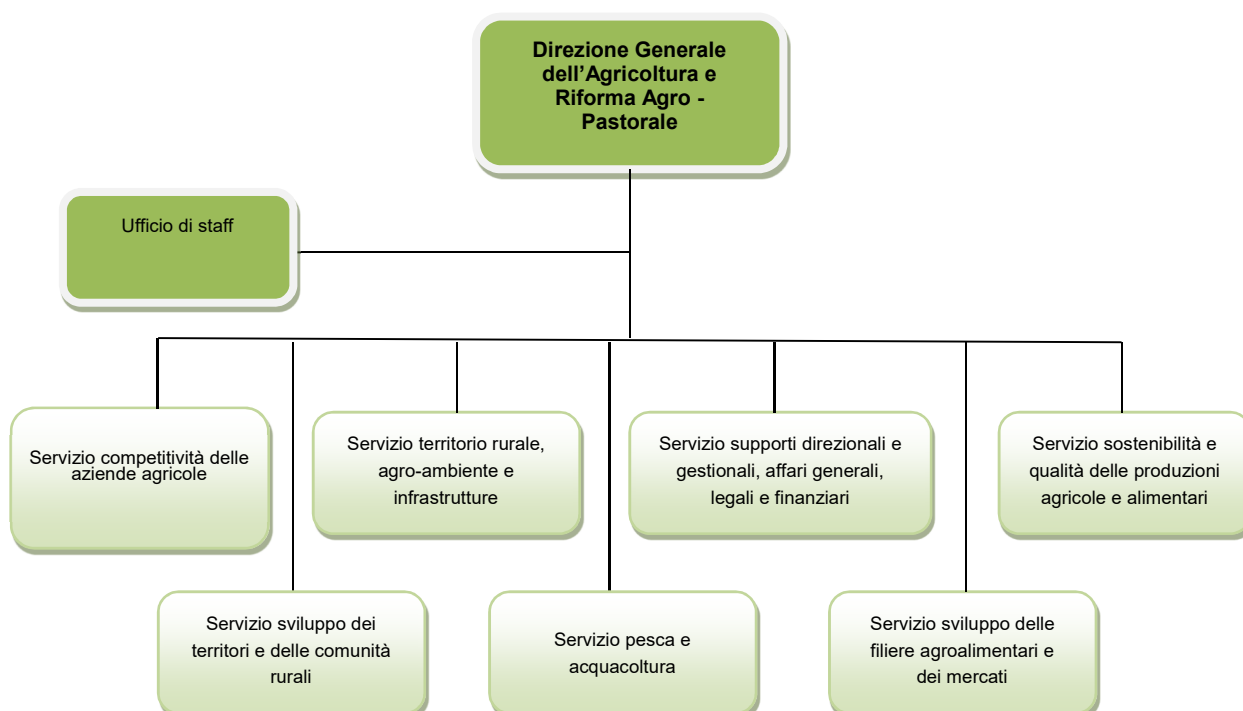 Direzione Generale
dell’Agricoltura e
Riforma Agro -
Pastorale
Ufficio di staff
Servizio competitività delle
aziende agricole
Servizio territorio rurale,
agro-ambiente e
infrastrutture
Servizio supporti direzionali e
gestionali, affari generali,
legali e finanziari
Servizio sostenibilità e
qualità delle produzioni
agricole e alimentari
Servizio sviluppo dei
territori e delle comunità
rurali
Servizio pesca e
acquacoltura
Servizio sviluppo delle
filiere agroalimentari e
dei mercati